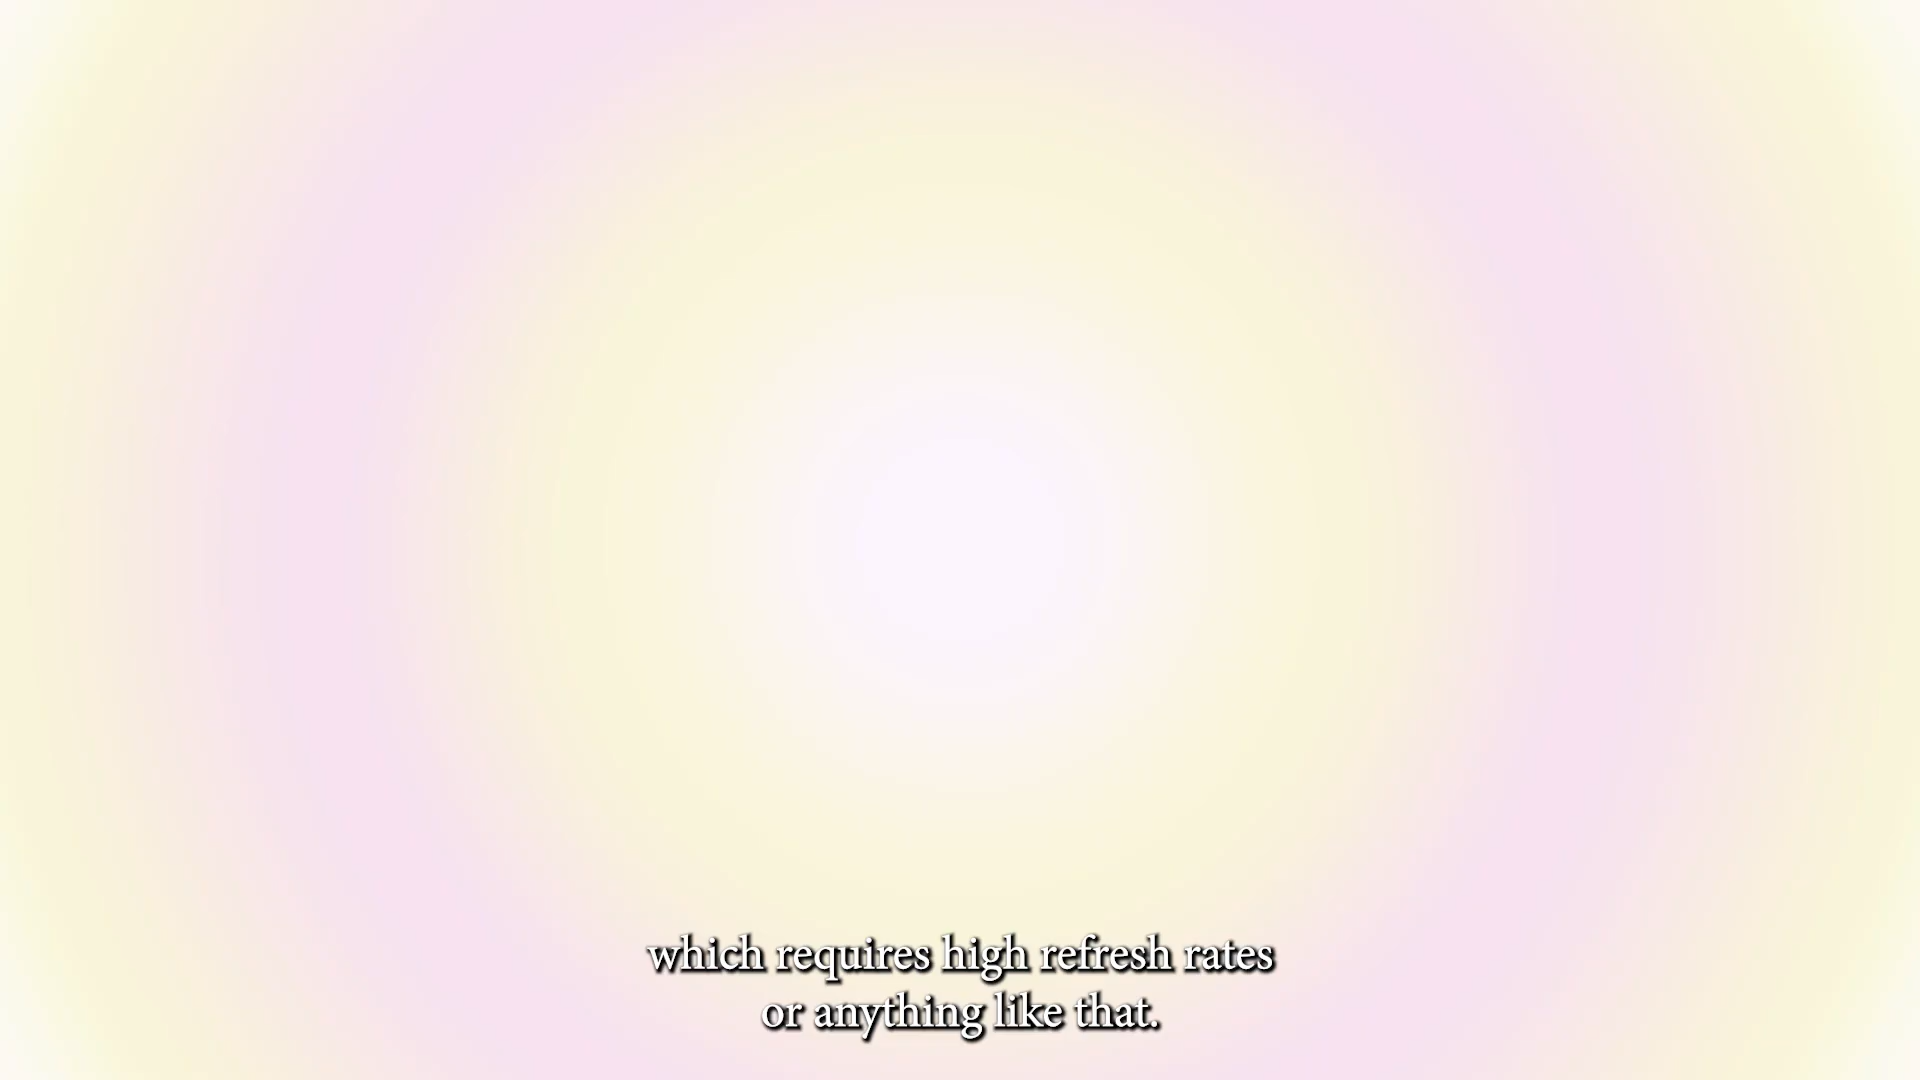 which requires high refresh rates
or anything like that.